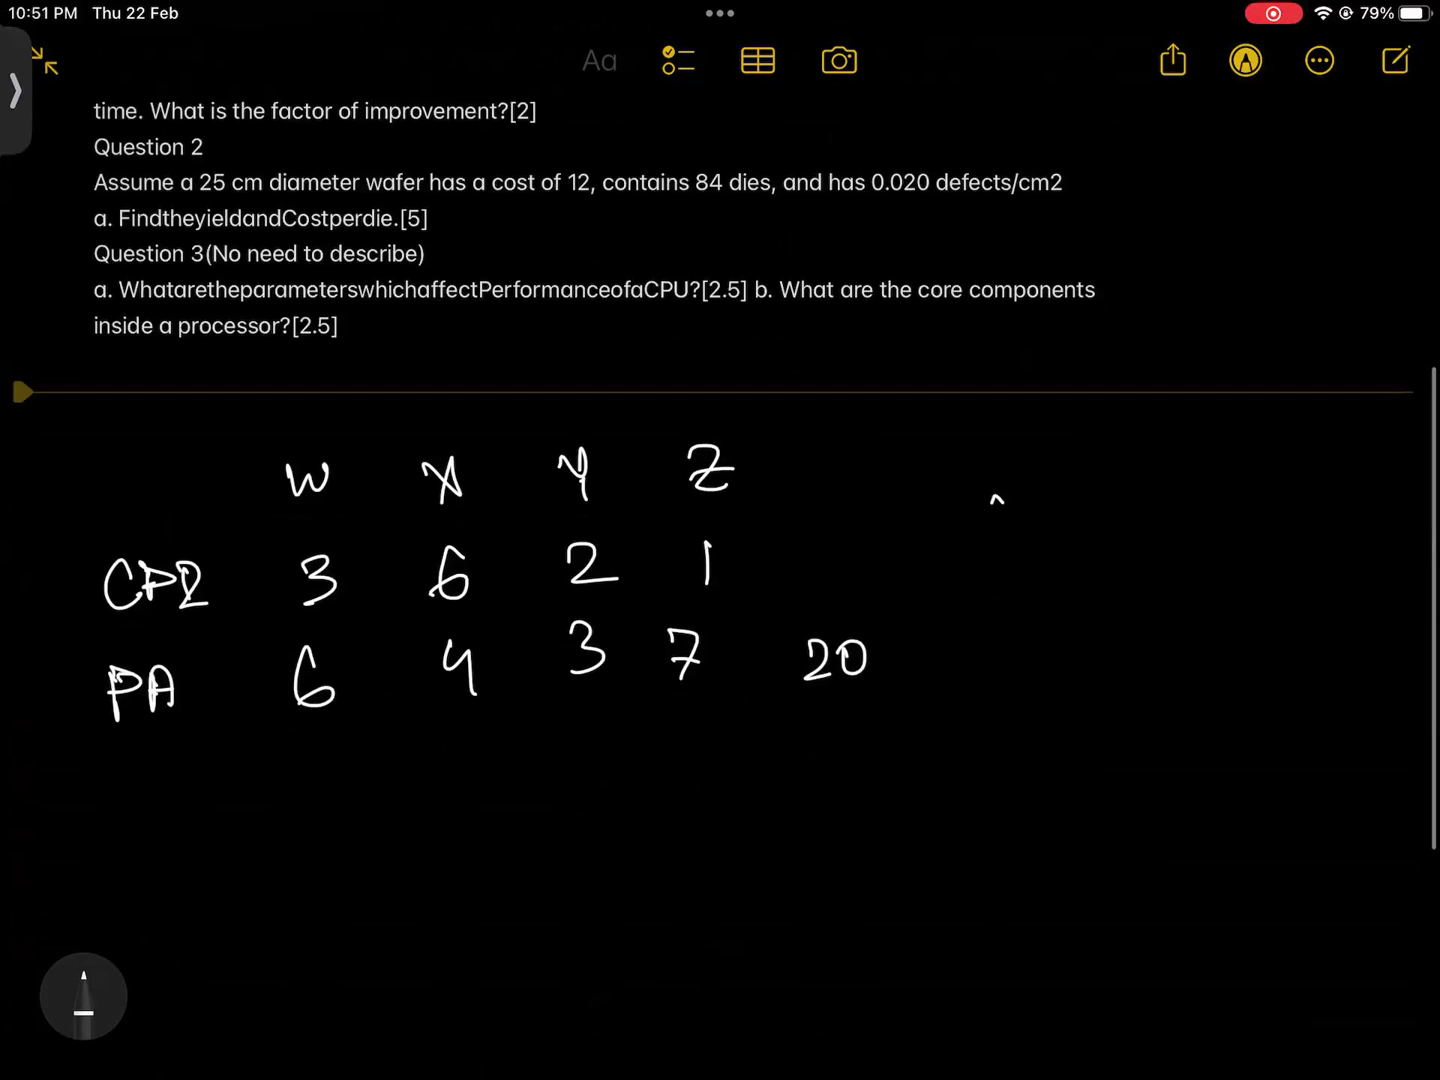 10:51 PM Thu 22 Feb 79%
Aa
time. What is the factor of improvement?[2]
Question 2
Assume a 25 cm diameter wafer has a cost of 12, contains 84 dies, and has 0.020 defects/cm2
a. FindtheyieldandCostperdie.[5]
Question 3(No need to describe)
a. WhataretheparameterswhichaffectPerformanceofaCPU?[2.5] b. What are the core components
inside a processor?[2.5]
W X Y Z
CPI 3 6 2 1
PA 6 4 3 7 20